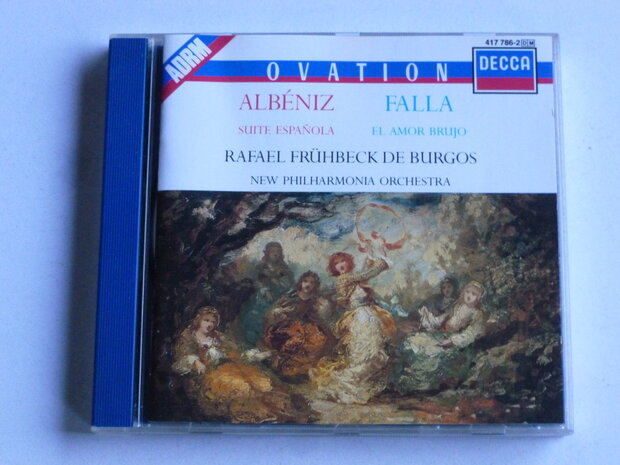 ADRM
417 786-2 DM
OVATION
DECCA
ALBÉNIZ FALLA
SUITE ESPAÑOLA EL AMOR BRUJO
RAFAEL FRÜHBECK DE BURGOS
NEW PHILHARMONIA ORCHESTRA